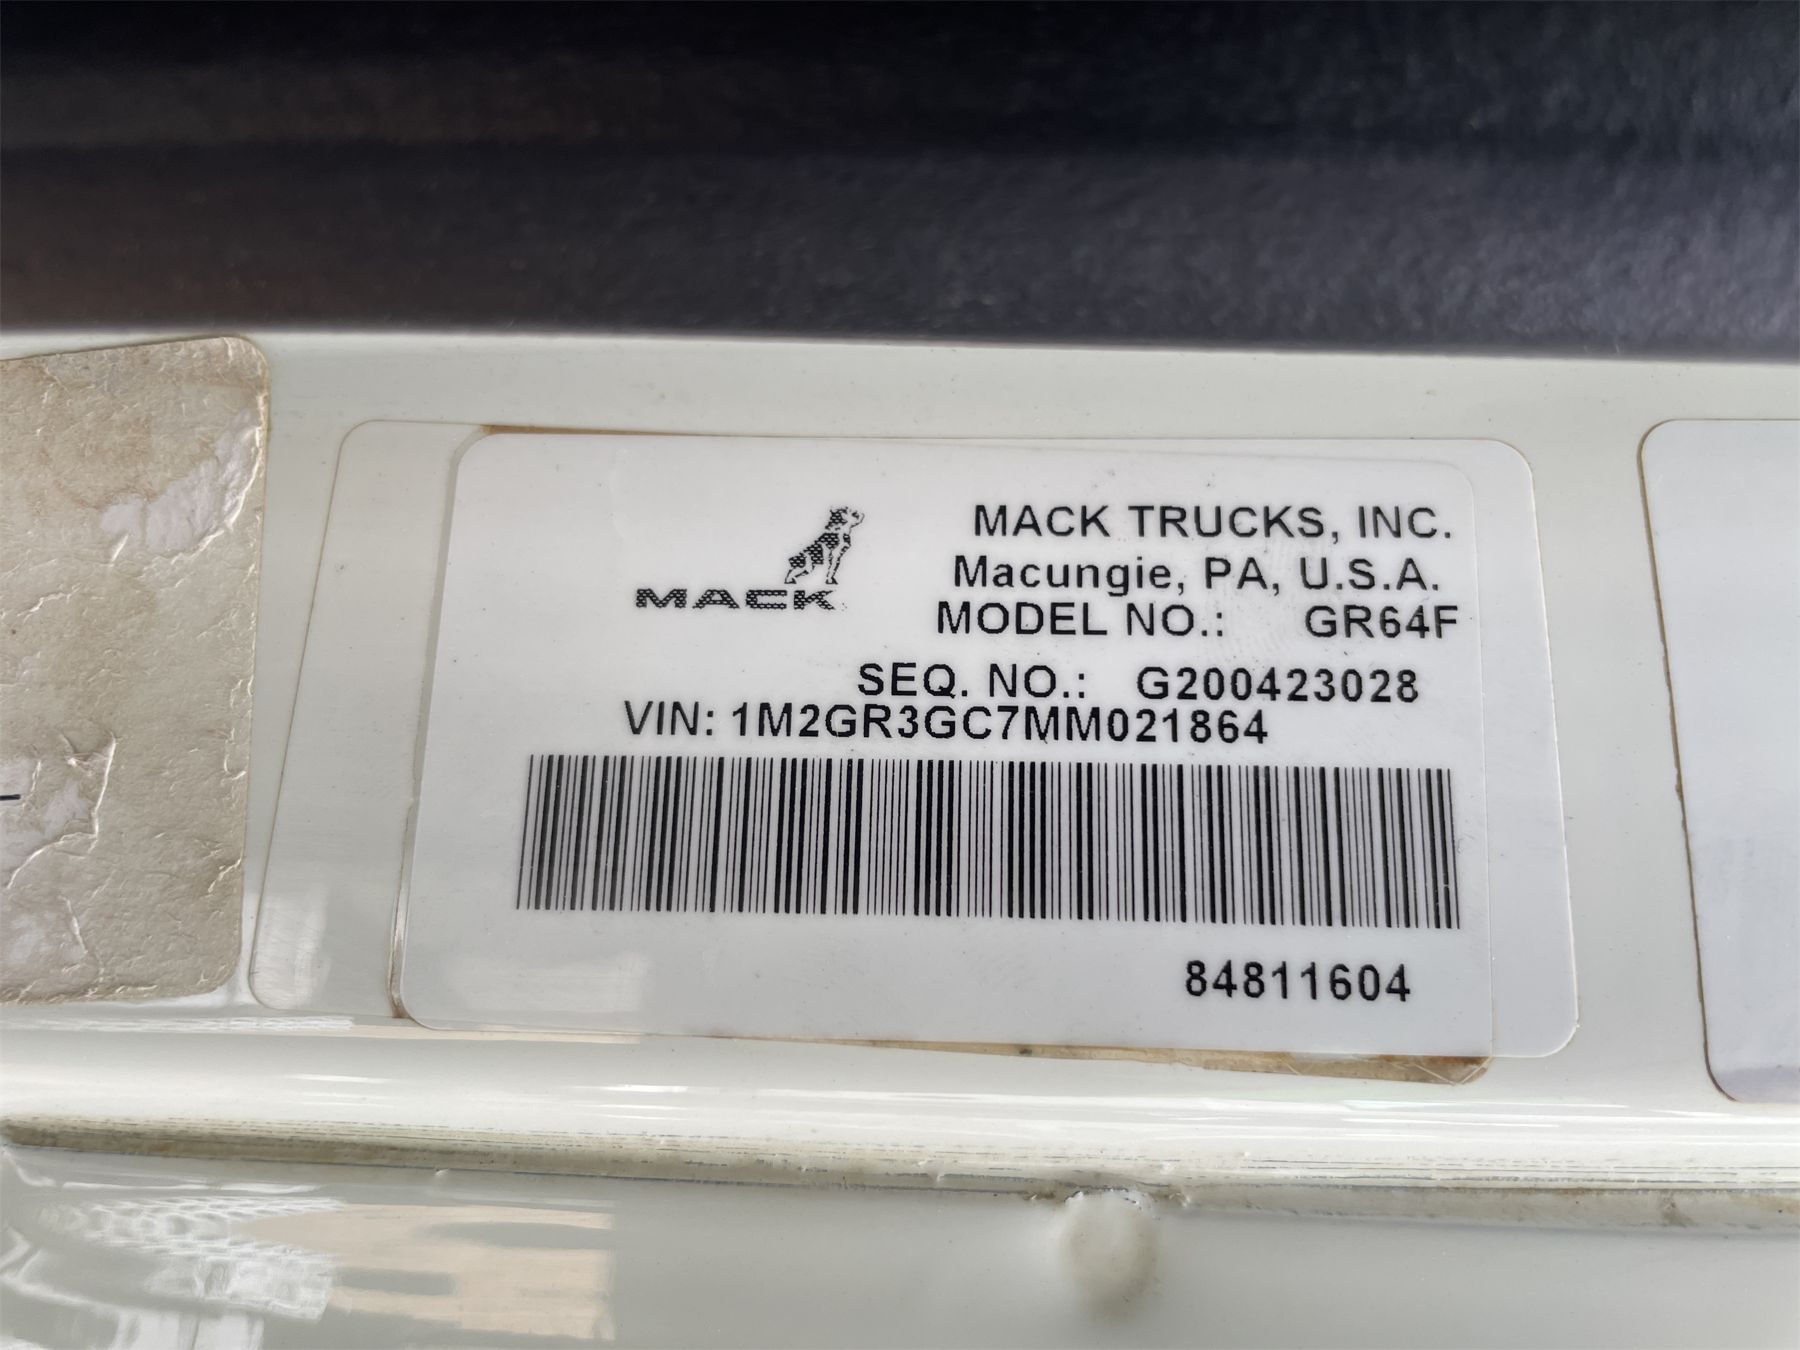 MACK
MACK TRUCKS, INC.
Macungie, PA, U.S.A.
MODEL NO.: GR64F
SEQ. NO.: G200423028
VIN: 1M2GR3GC7MM021864
84811604